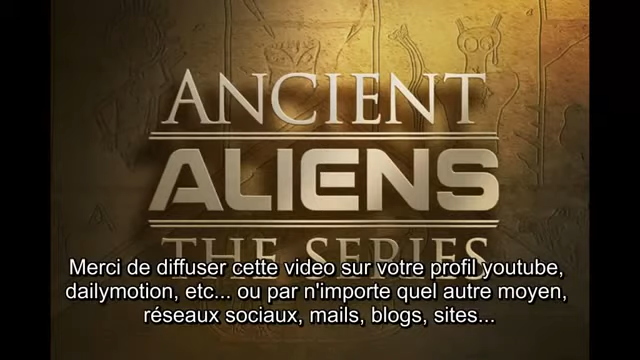 ANCIENT
ALIENS
THE SERIES
Merci de diffuser cette video sur votre profil youtube,
dailymotion, etc... ou par n'importe quel autre moyen,
réseaux sociaux, mails, blogs, sites...